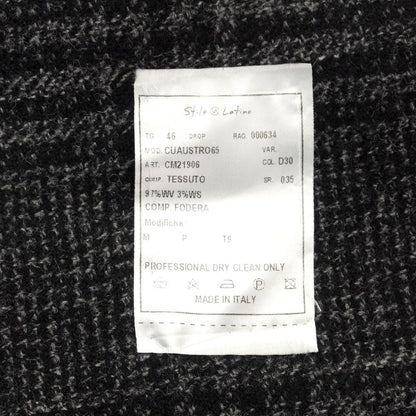 Stile Latino
TG. 46 DROP RAC. 000634
MOD. CUAUSTRO65 VAR.
ART. CM21906 COL. D30
COMP. TESSUTO SR. 035
97%WV 3%WS
COMP. FODERA
Modifiche
M P T9
PROFESSIONAL DRY CLEAN ONLY
P
MADE IN ITALY